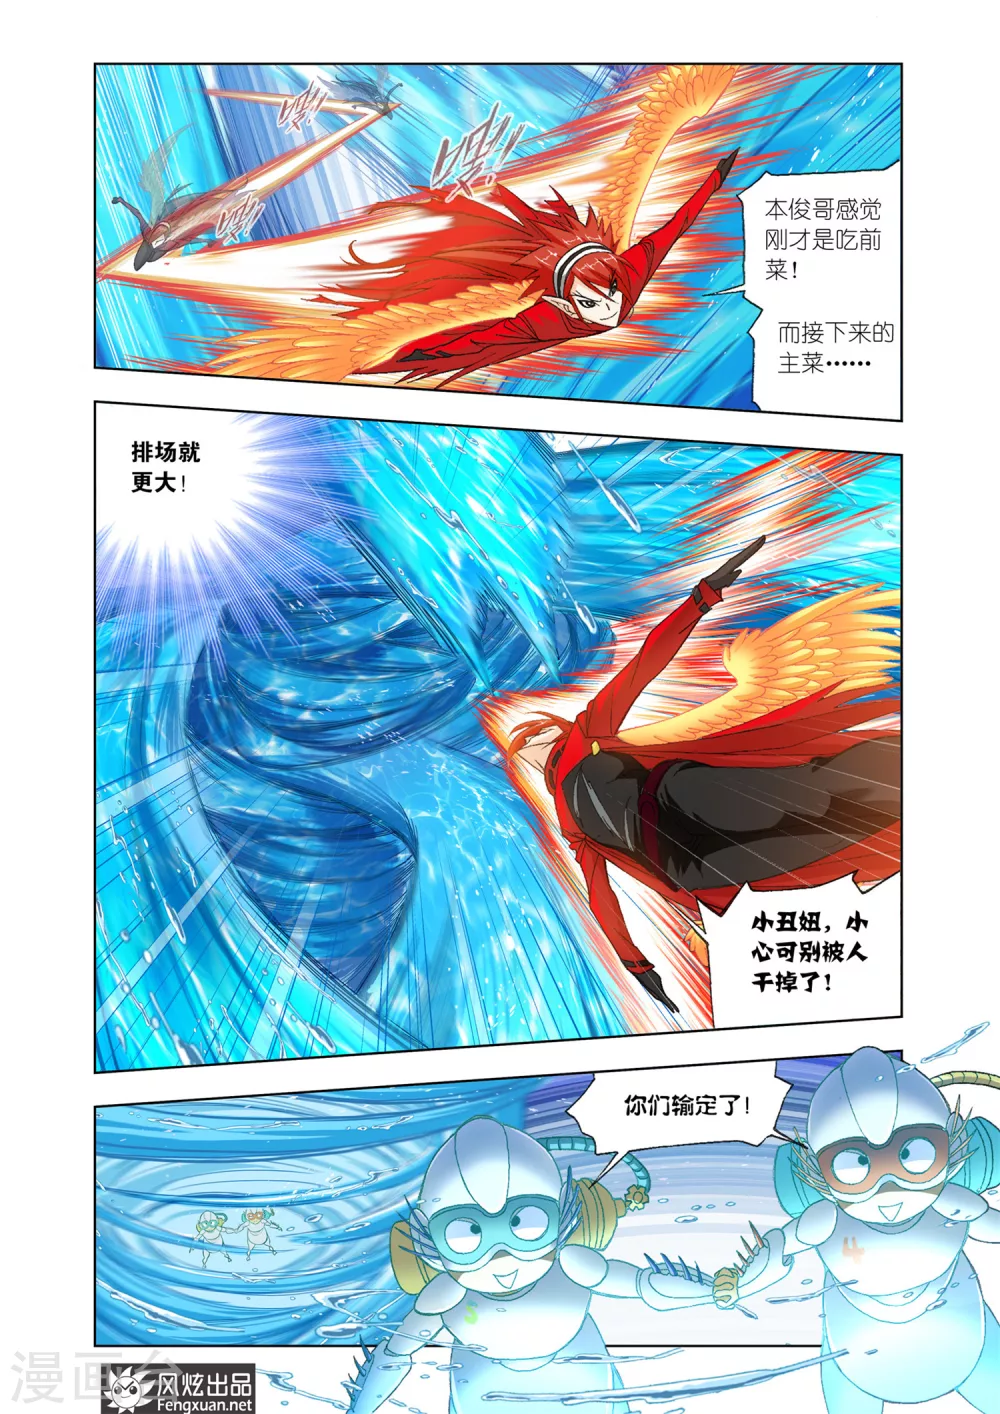 嗖!
嗖!
嗖!
本俊哥感觉
刚才是吃前
菜!
而接下来的
主菜······
排场就
更大!
小丑妞，小
心可别被人
干掉了!
你们输定了!
5
4
漫画台
风炫出品
Fengxuan.net